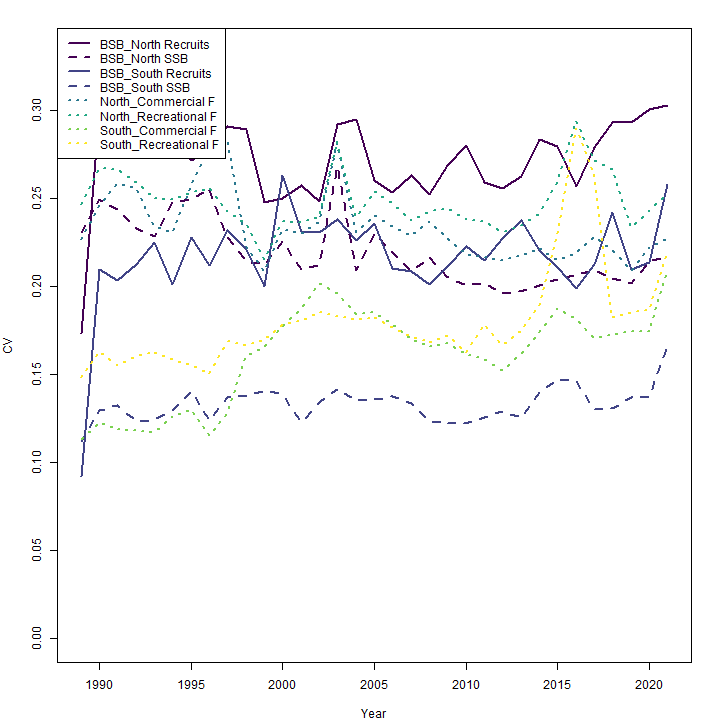 BSB_North Recruits
BSB_North SSB
BSB_South Recruits
BSB_South SSB
North_Commercial F
North_Recreational F
South_Commercial F
South_Recreational F
0.30
0.25
0.20
0.15
0.10
0.05
0.00
CV
1990 1995 2000 2005 2010 2015 2020
Year